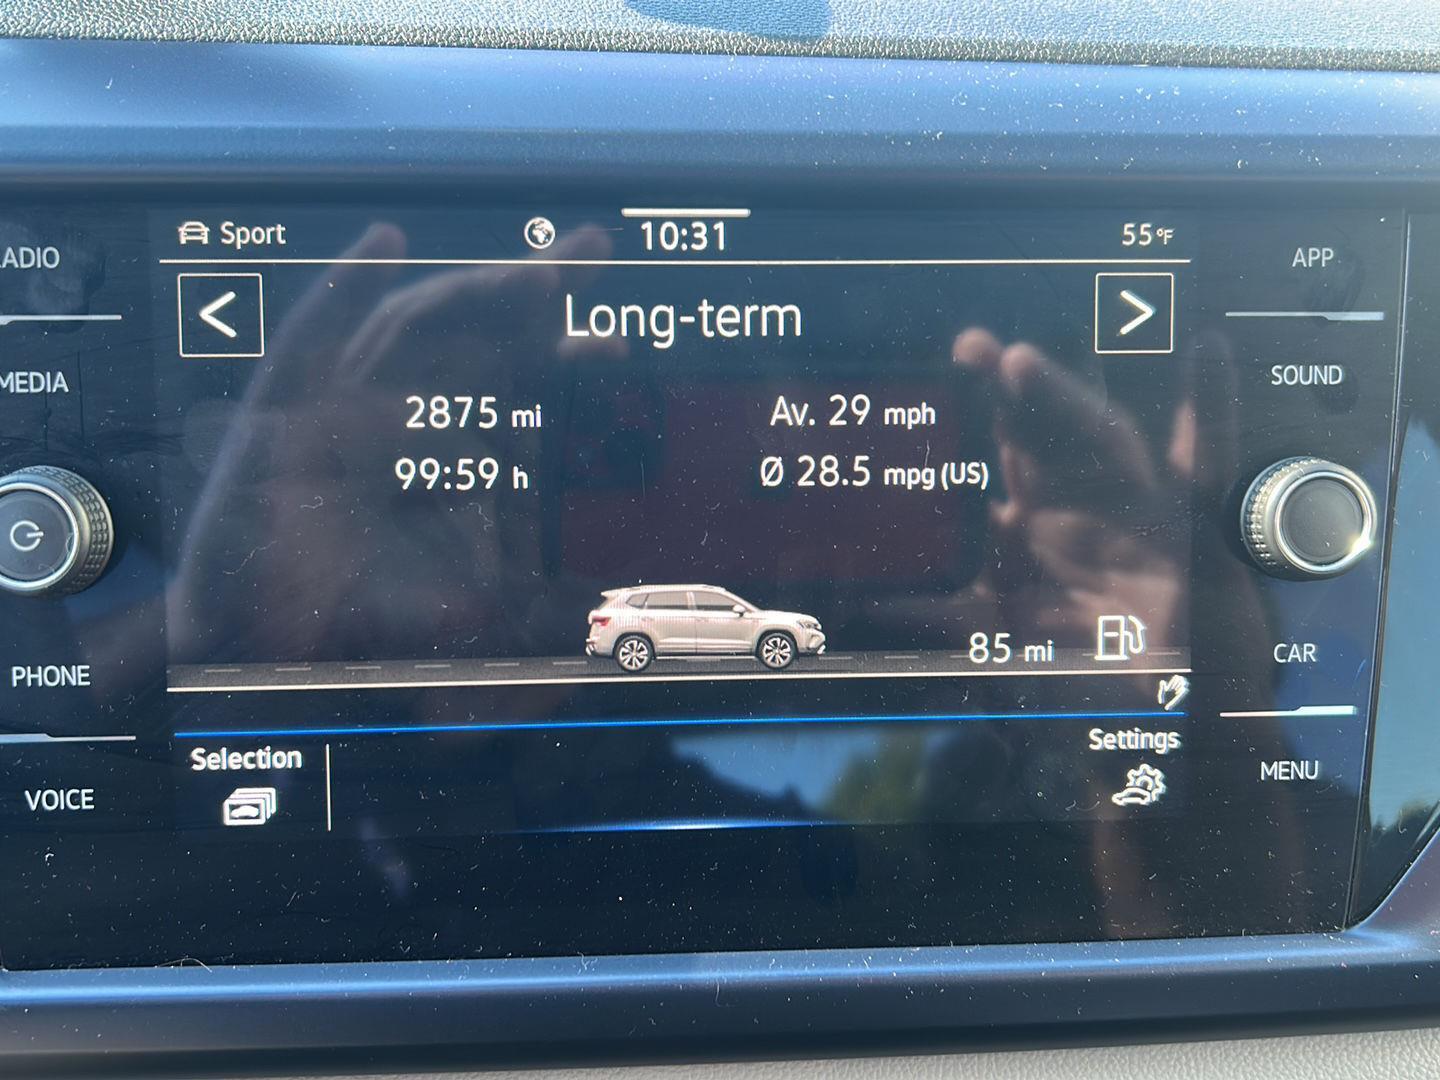 Sport 10:31 55°F
RADIO
APP
Long-term
MEDIA
SOUND
2875 mi Av. 29 mph
99:59 h Ø 28.5 mpg (US)
85 mi
PHONE
CAR
Selection
Settings
VOICE
MENU